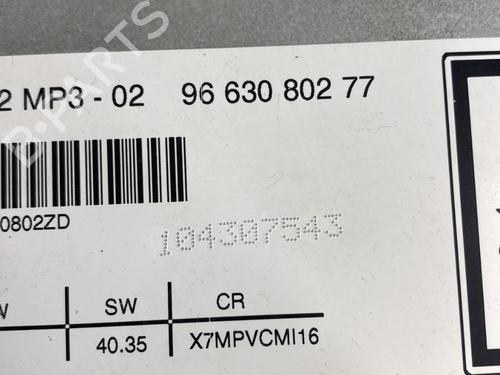 B-PARTS
2 MP3 - 02 96 630 802 77
0802ZD
104307543
SW CR
40.35 X7MPVCMI16